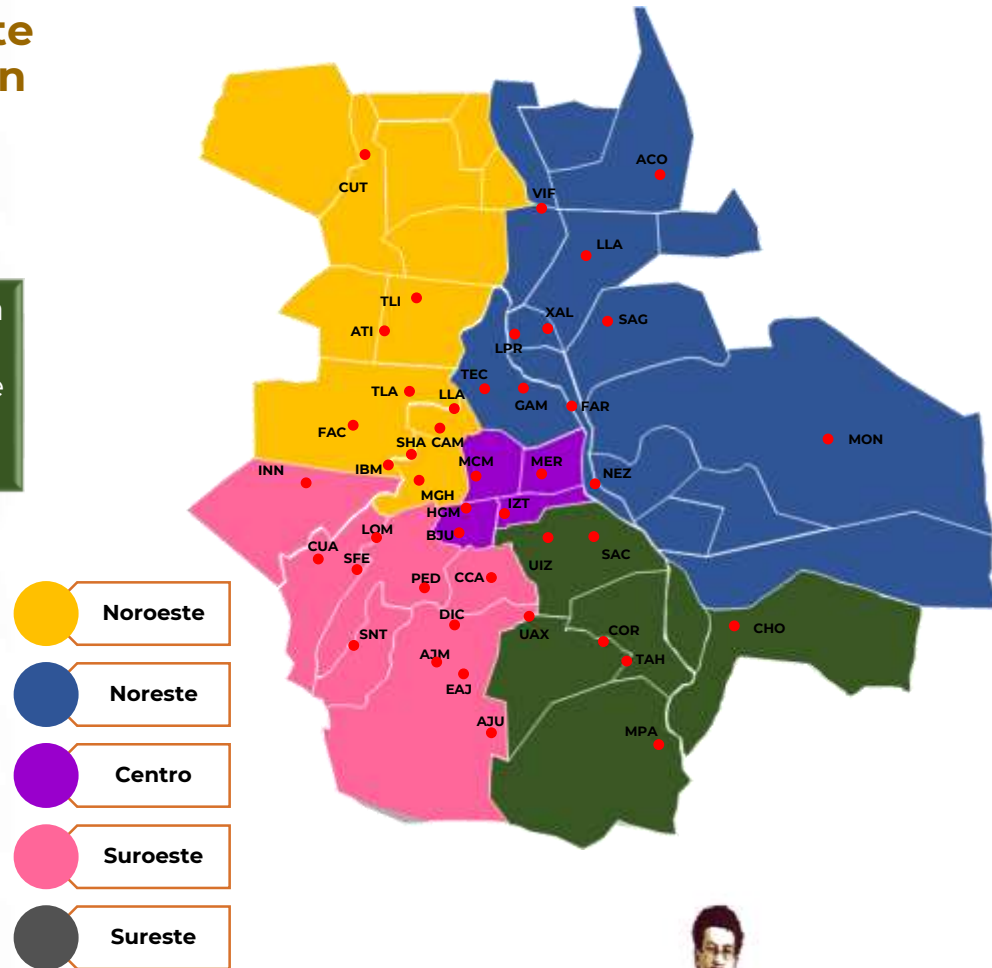 te
n
e
ACO
CUT
VIF
LLA
TLI
XAL
SAG
ATI
LPR
TEC
TLA
LLA
GAM
FAR
FAC
SHA
CAM
MON
INN
IBM
MCM
MER
NEZ
MGH
IZT
HGM
LOM
BJU
CUA
SFE
SAC
UIZ
PED
CCA
DIC
UAX
COR
CHO
SNT
AJM
TAH
EAJ
AJU
MPA
Noroeste
Noreste
Centro
Suroeste
Sureste